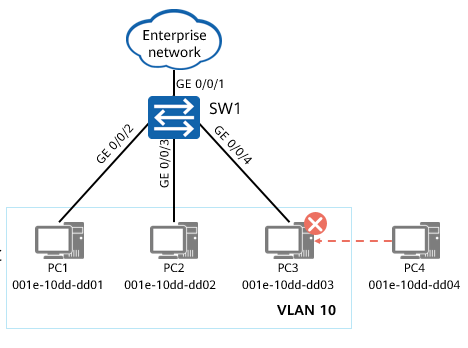 Enterprise
network
GE 0/0/1
SW1
GE 0/0/2
GE 0/0/3
GE 0/0/4
PC1
001e-10dd-dd01
PC2
001e-10dd-dd02
PC3
001e-10dd-dd03
PC4
001e-10dd-dd04
VLAN 10